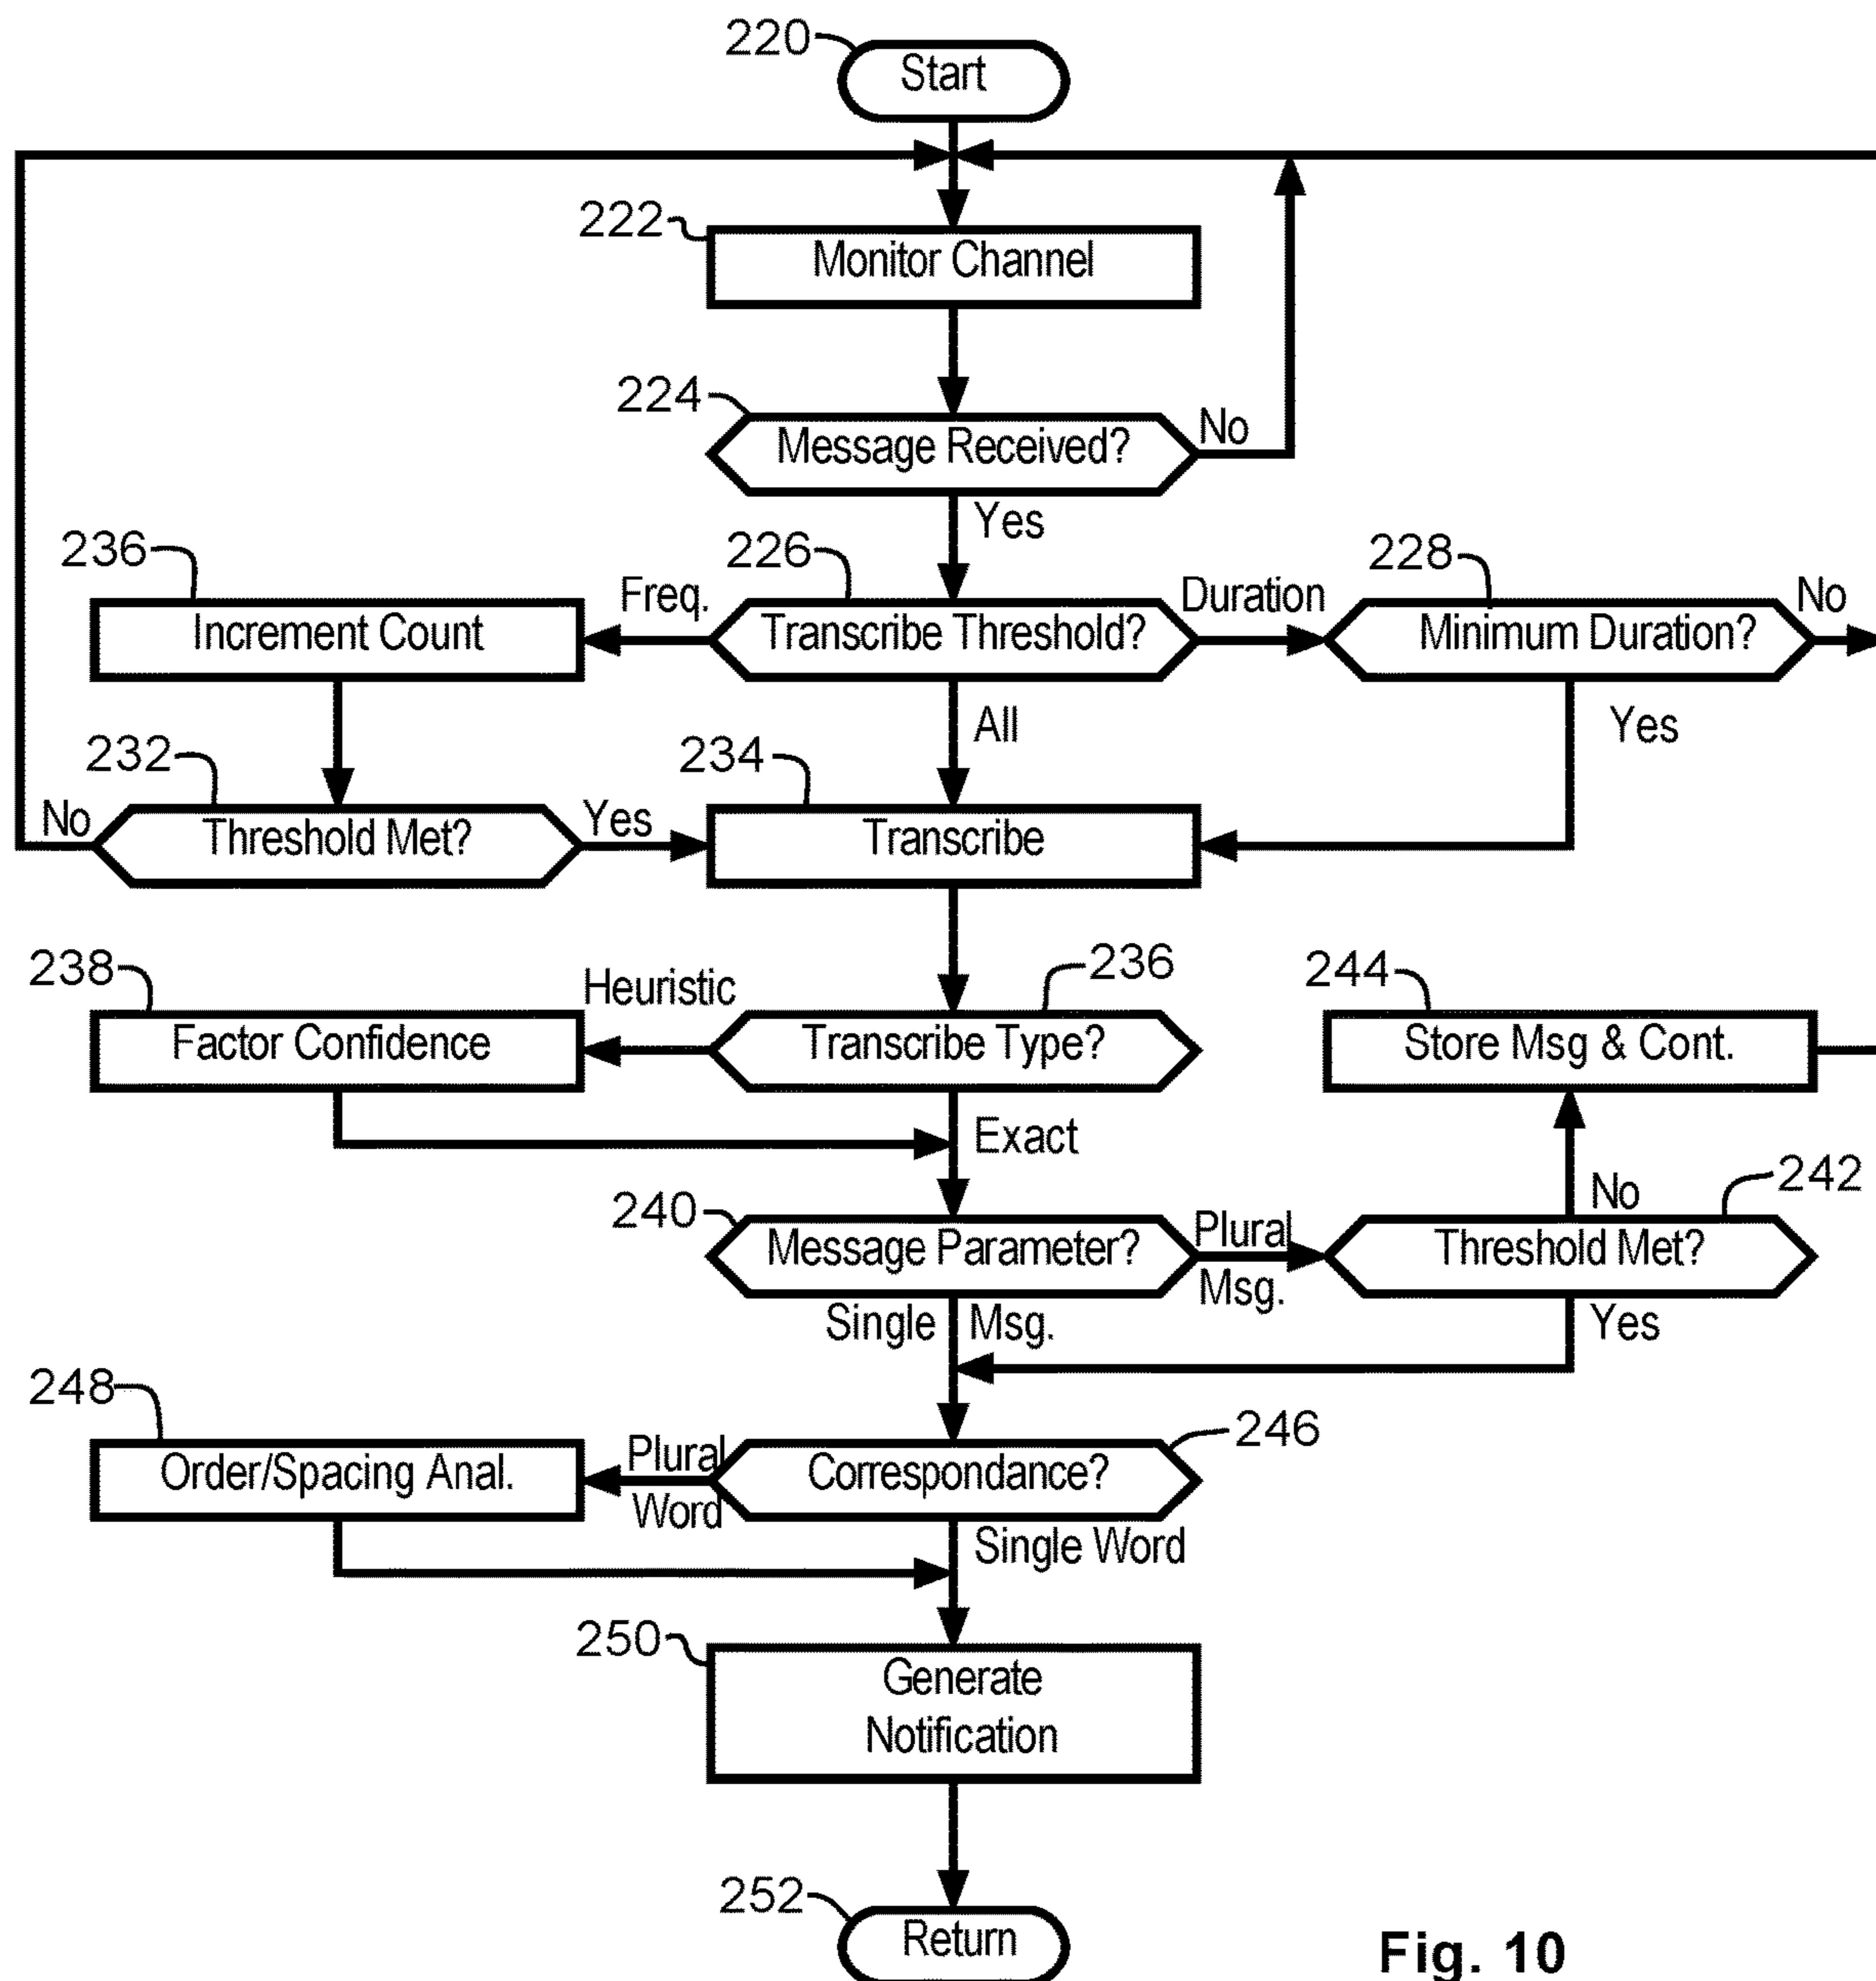 220
Start
222
Monitor Channel
224
Message Received?
No
Yes
236
226
228
Freq.
Duration
No
Increment Count
Transcribe Threshold?
Minimum Duration?
All
Yes
232
234
No
Threshold Met?
Yes
Transcribe
238
Heuristic
236
244
Factor Confidence
Transcribe Type?
Store Msg & Cont.
Exact
No
242
240
Message Parameter?
Plural
Msg.
Threshold Met?
Single Msg.
Yes
248
246
Order/Spacing Anal.
Plural
Word
Correspondance?
Single Word
250
Generate
Notification
252
Return
Fig. 10